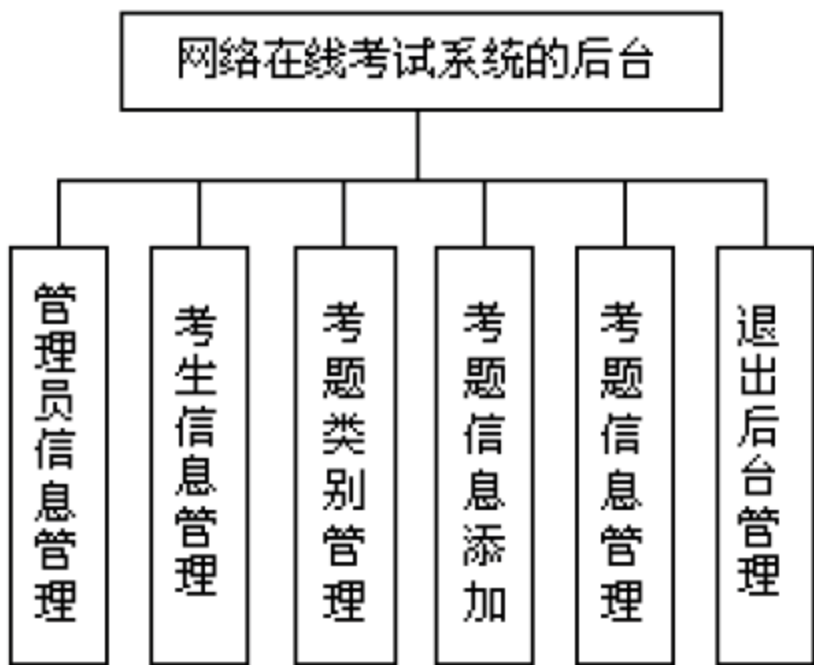 网络在线考试系统的后台
管理员信息管理
考生信息管理
考题类别管理
考题信息添加
考题信息管理
退出后台管理